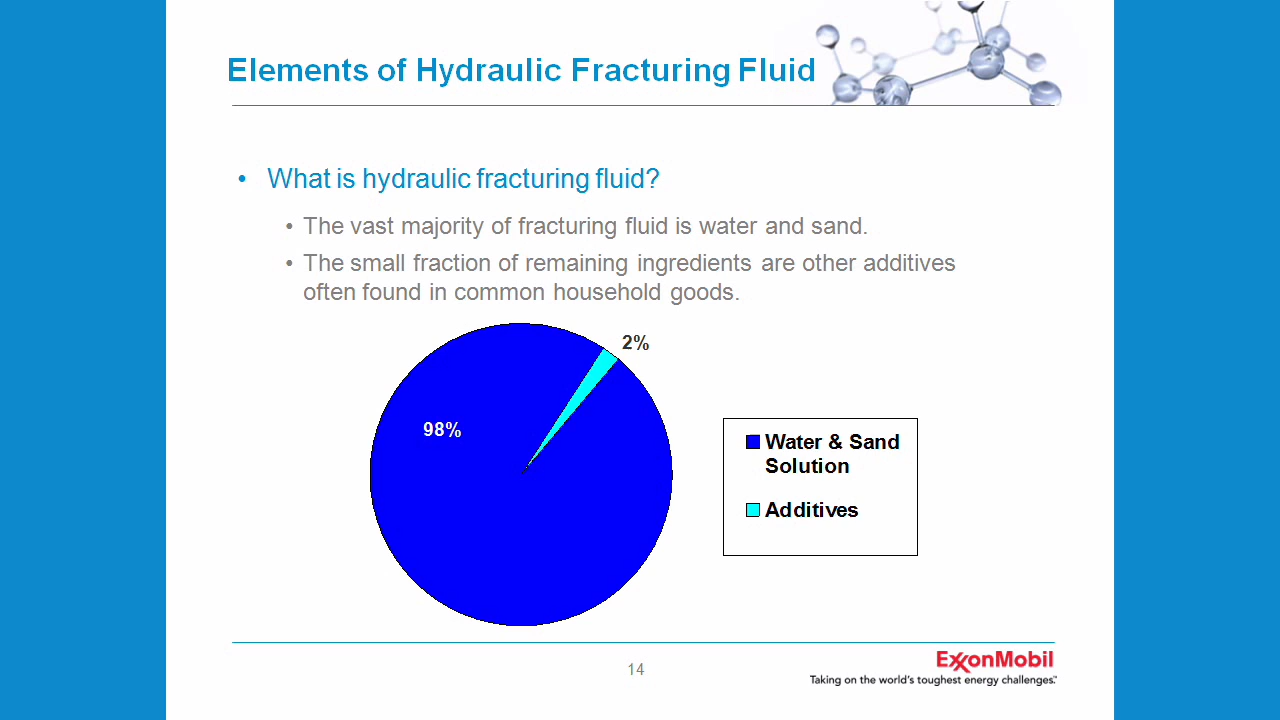 Elements of Hydraulic Fracturing Fluid
• What is hydraulic fracturing fluid?
• The vast majority of fracturing fluid is water and sand.
• The small fraction of remaining ingredients are other additives
often found in common household goods.
2%
98%
Water & Sand
Solution
Additives
14
ExxonMobil
Taking on the world's toughest energy challenges.™